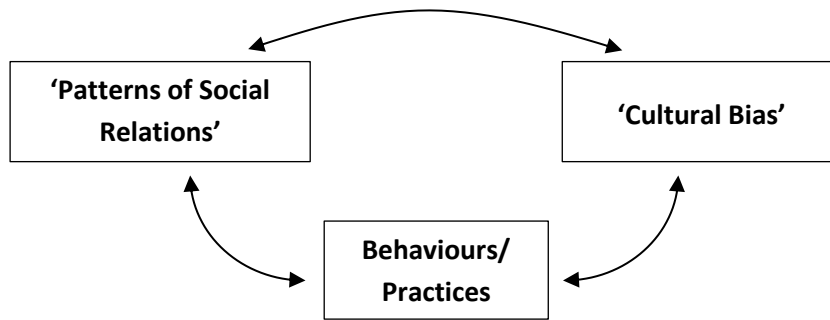 ‘Patterns of Social
Relations’
‘Cultural Bias’
Behaviours/
Practices